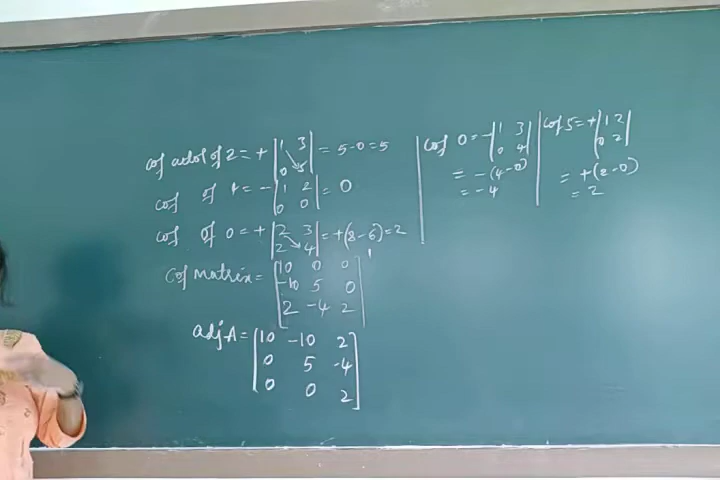 cof actol of 2 = + |1 3| = 5-0=5
|0 5|
cof of 4 = - |1 2| = 0
|0 0|
cof of 0 = + |2 3| = +(8-6)=2
|2 4|
Cof matrix = [10 0 0
-10 5 0
2 -4 2]
adj A = [10 -10 2
0 5 -4
0 0 2]
cof 0 = - |1 3|
|0 4|
= -(4-0)
= -4
cof 5 = + |1 2|
|0 2|
= +(2-0)
= 2